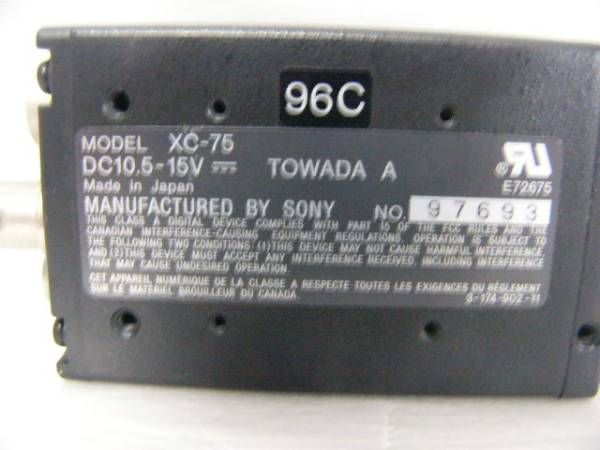 96C
MODEL XC-75
DC10.5-15V ⎓ TOWADA A
Made in Japan
E72675
MANUFACTURED BY SONY NO. 97693
THIS CLASS A DIGITAL DEVICE COMPLIES WITH PART 15 OF THE FCC RULES AND THE
CANADIAN INTERFERENCE-CAUSING EQUIPMENT REGULATIONS. OPERATION IS SUBJECT TO
THE FOLLOWING TWO CONDITIONS (1)THIS DEVICE MAY NOT CAUSE HARMFUL INTERFERENCE,
AND (2)THIS DEVICE MUST ACCEPT ANY INTERFERENCE RECEIVED, INCLUDING INTERFERENCE
THAT MAY CAUSE UNDESIRED OPERATION.
CET APPAREIL NUMÉRIQUE DE LA CLASSE A RESPECTE TOUTES LES EXIGENCES DU RÈGLEMENT
SUR LE MATÉRIEL BROUILLEUR DU CANADA.
3-174-902-11